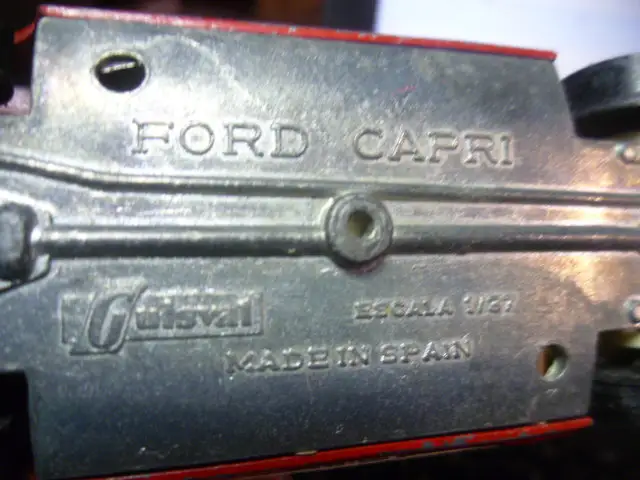 FORD CAPRI
Guisval
ESCALA 1/37
MADE IN SPAIN